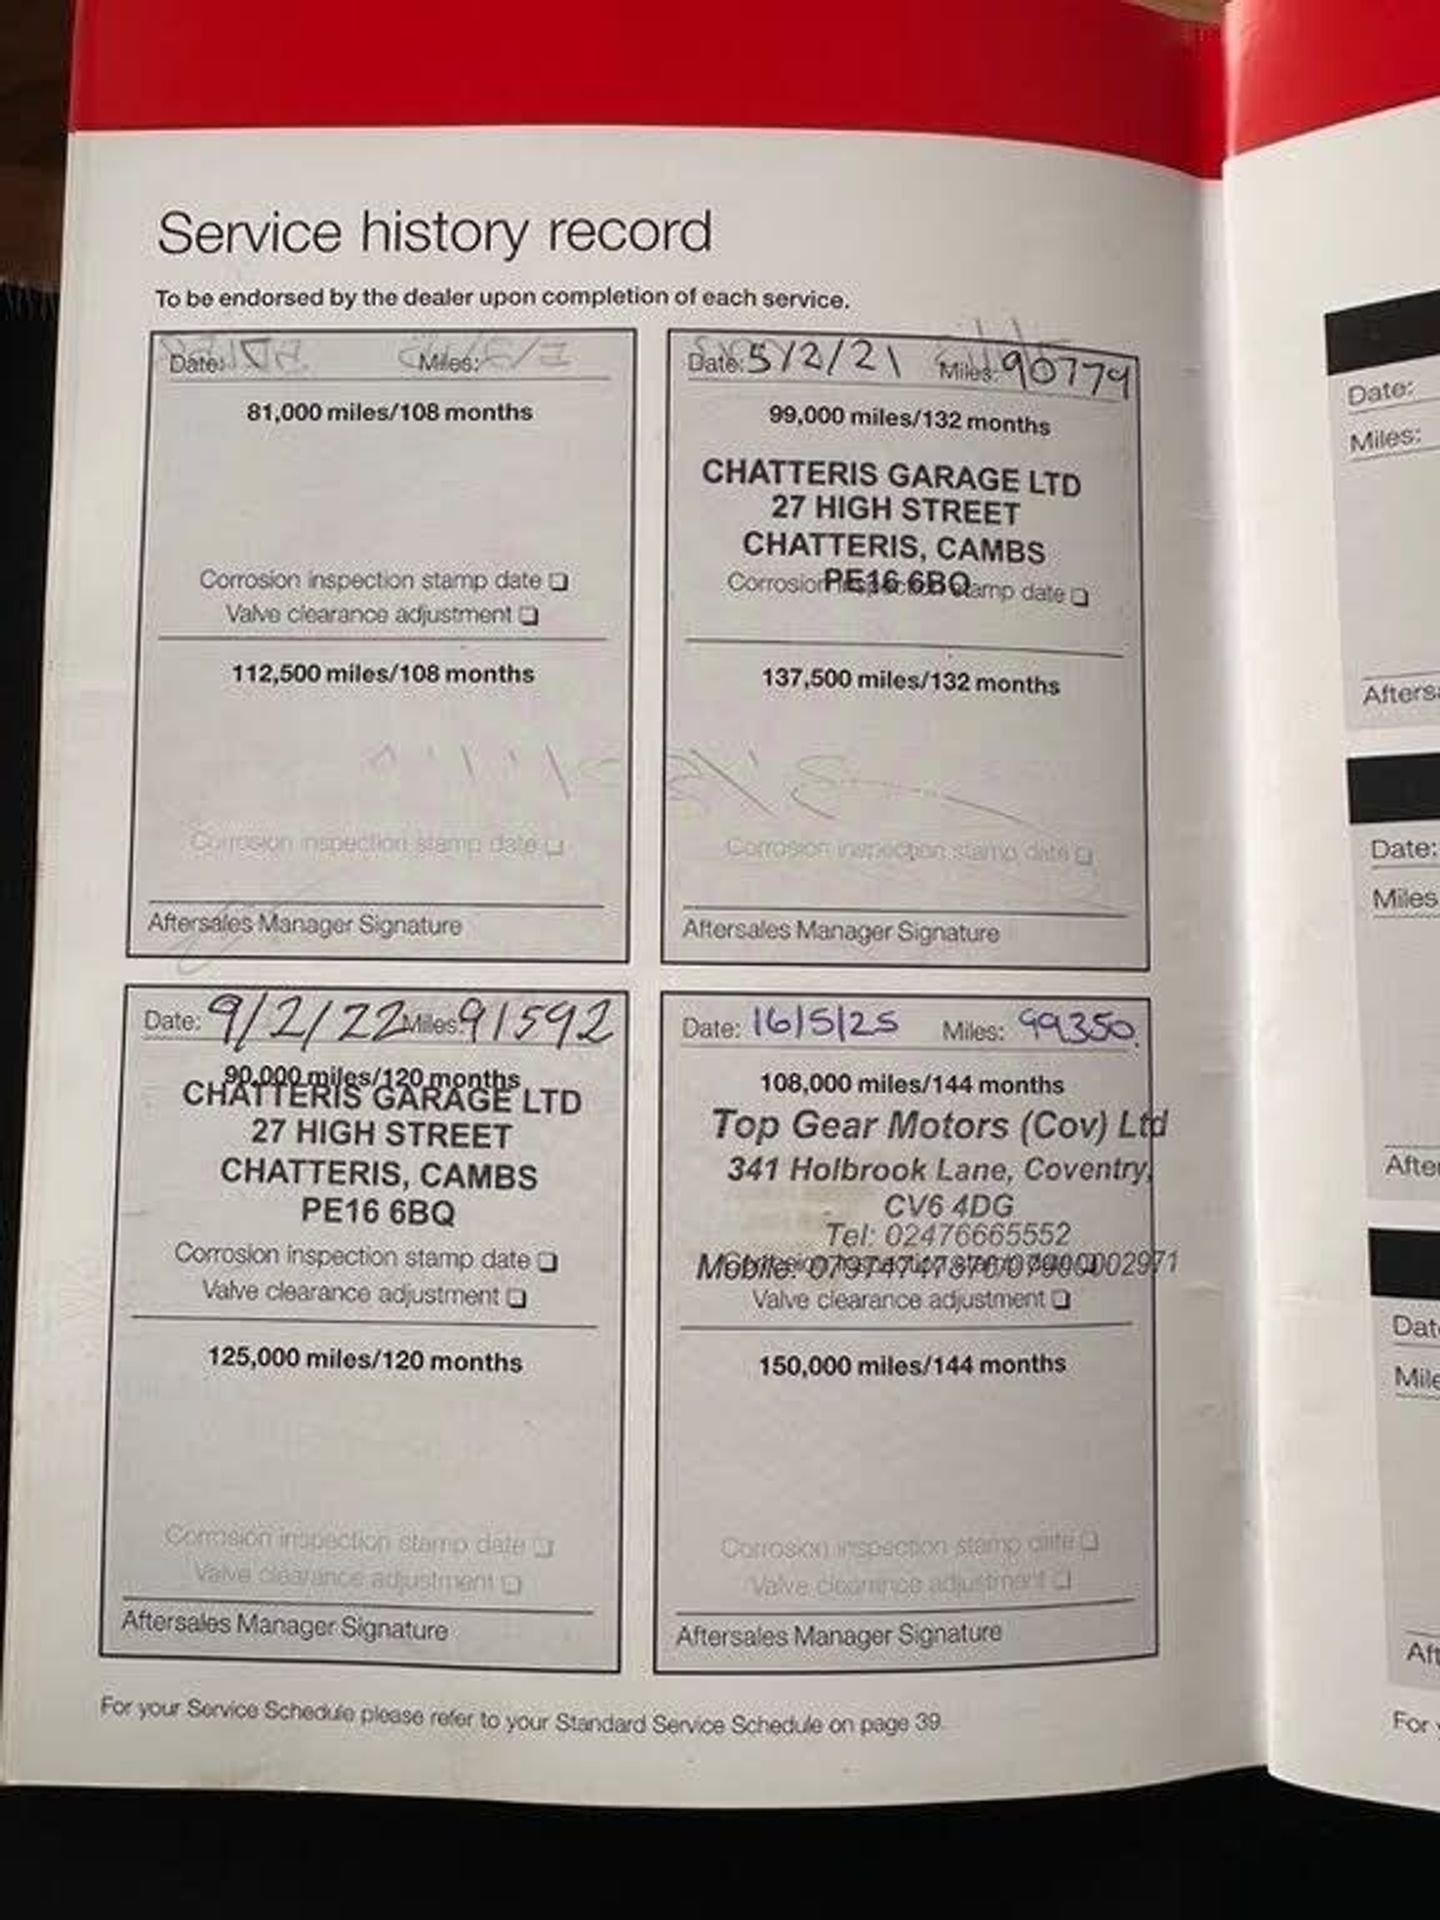 Service history record
To be endorsed by the dealer upon completion of each service.
Date: Miles:
81,000 miles/108 months
Corrosion inspection stamp date
Valve clearance adjustment
112,500 miles/108 months
Corrosion inspection stamp date
Aftersales Manager Signature
Date: 5/2/21 Miles: 90779
99,000 miles/132 months
CHATTERIS GARAGE LTD
27 HIGH STREET
CHATTERIS, CAMBS
PE16 6BQ
Corrosion inspection stamp date
137,500 miles/132 months
Corrosion inspection stamp date
Aftersales Manager Signature
Date: 9/2/22 Miles: 91592
90,000 miles/120 months
CHATTERIS GARAGE LTD
27 HIGH STREET
CHATTERIS, CAMBS
PE16 6BQ
Corrosion inspection stamp date
Valve clearance adjustment
125,000 miles/120 months
Corrosion inspection stamp date
Valve clearance adjustment
Aftersales Manager Signature
Date: 16/5/25 Miles: 99350.
108,000 miles/144 months
Top Gear Motors (Cov) Ltd
341 Holbrook Lane, Coventry,
CV6 4DG
Tel: 02476665552
Mobile:
Valve clearance adjustment
150,000 miles/144 months
Corrosion inspection stamp date
Valve clearance adjustment
Aftersales Manager Signature
For your Service Schedule please refer to your Standard Service Schedule on page 39.
Date:
Miles:
Date:
Miles
For